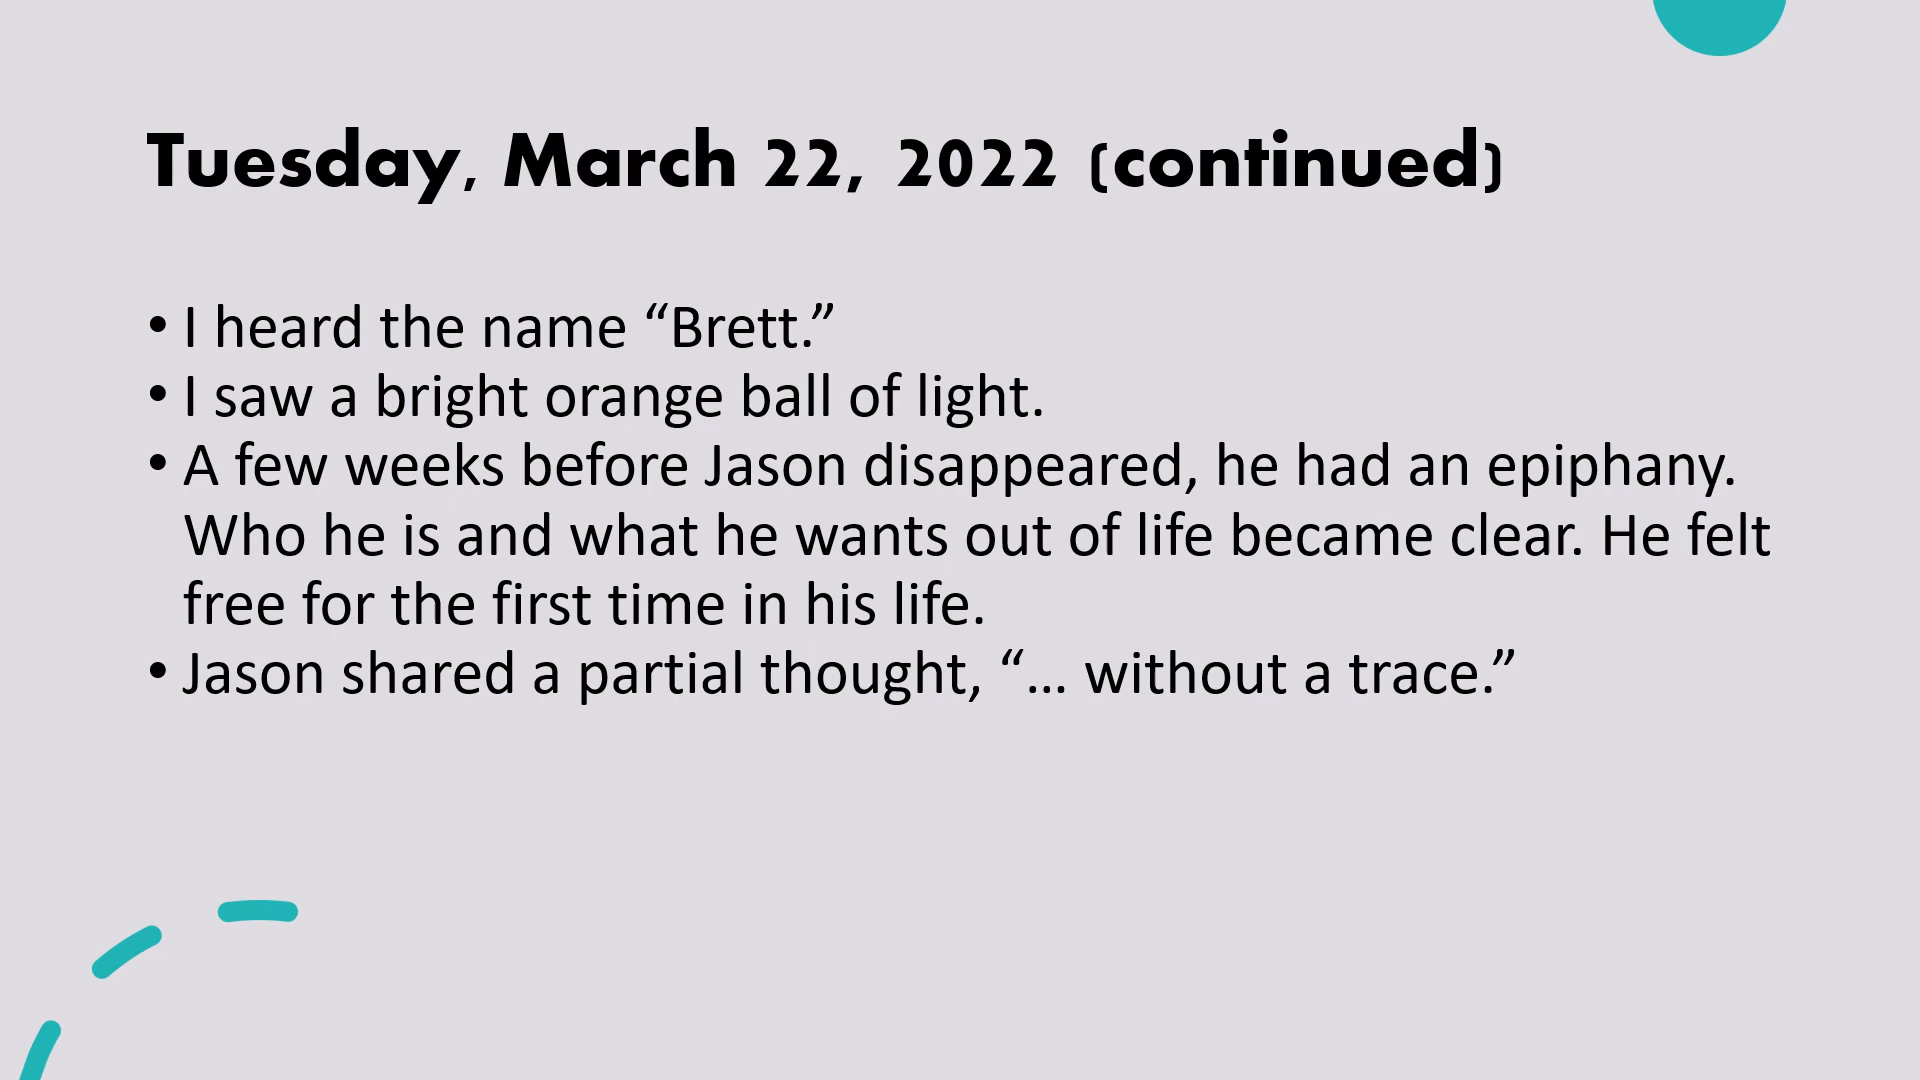 Tuesday, March 22, 2022 (continued)
• I heard the name “Brett.”
• I saw a bright orange ball of light.
• A few weeks before Jason disappeared, he had an epiphany.
Who he is and what he wants out of life became clear. He felt
free for the first time in his life.
• Jason shared a partial thought, “... without a trace.”